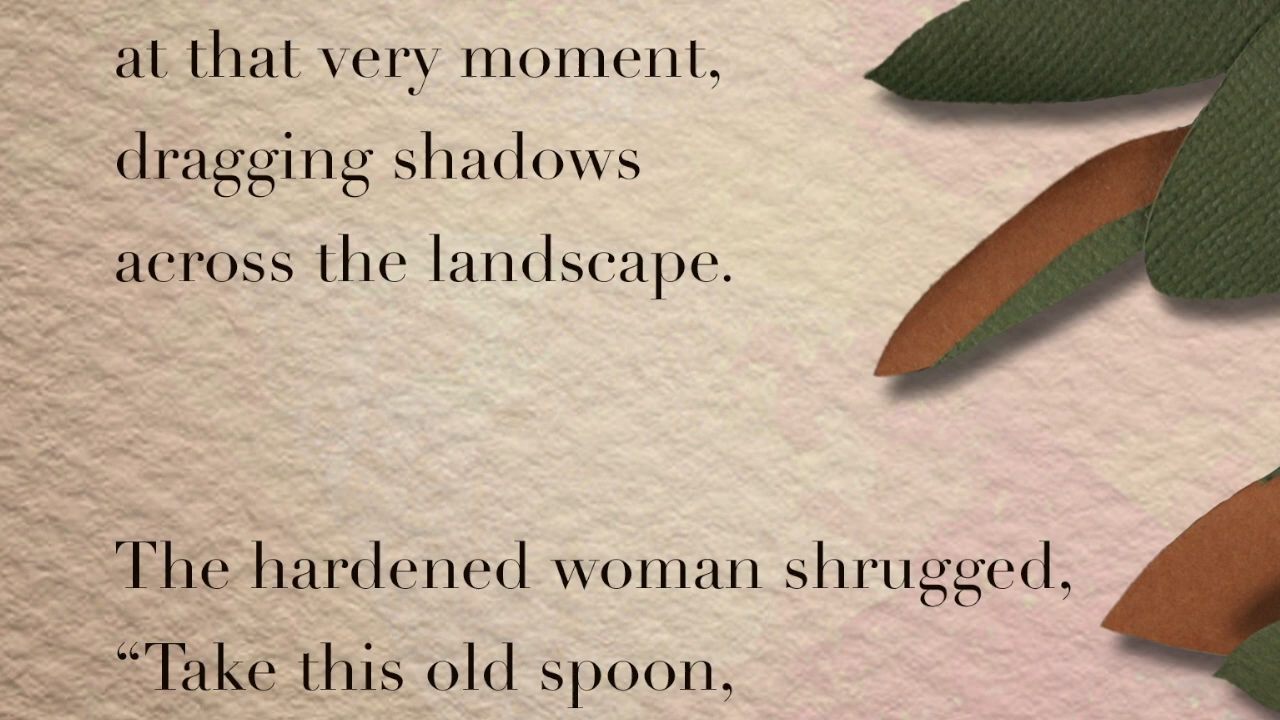 at that very moment,
dragging shadows
across the landscape.
The hardened woman shrugged,
“Take this old spoon,